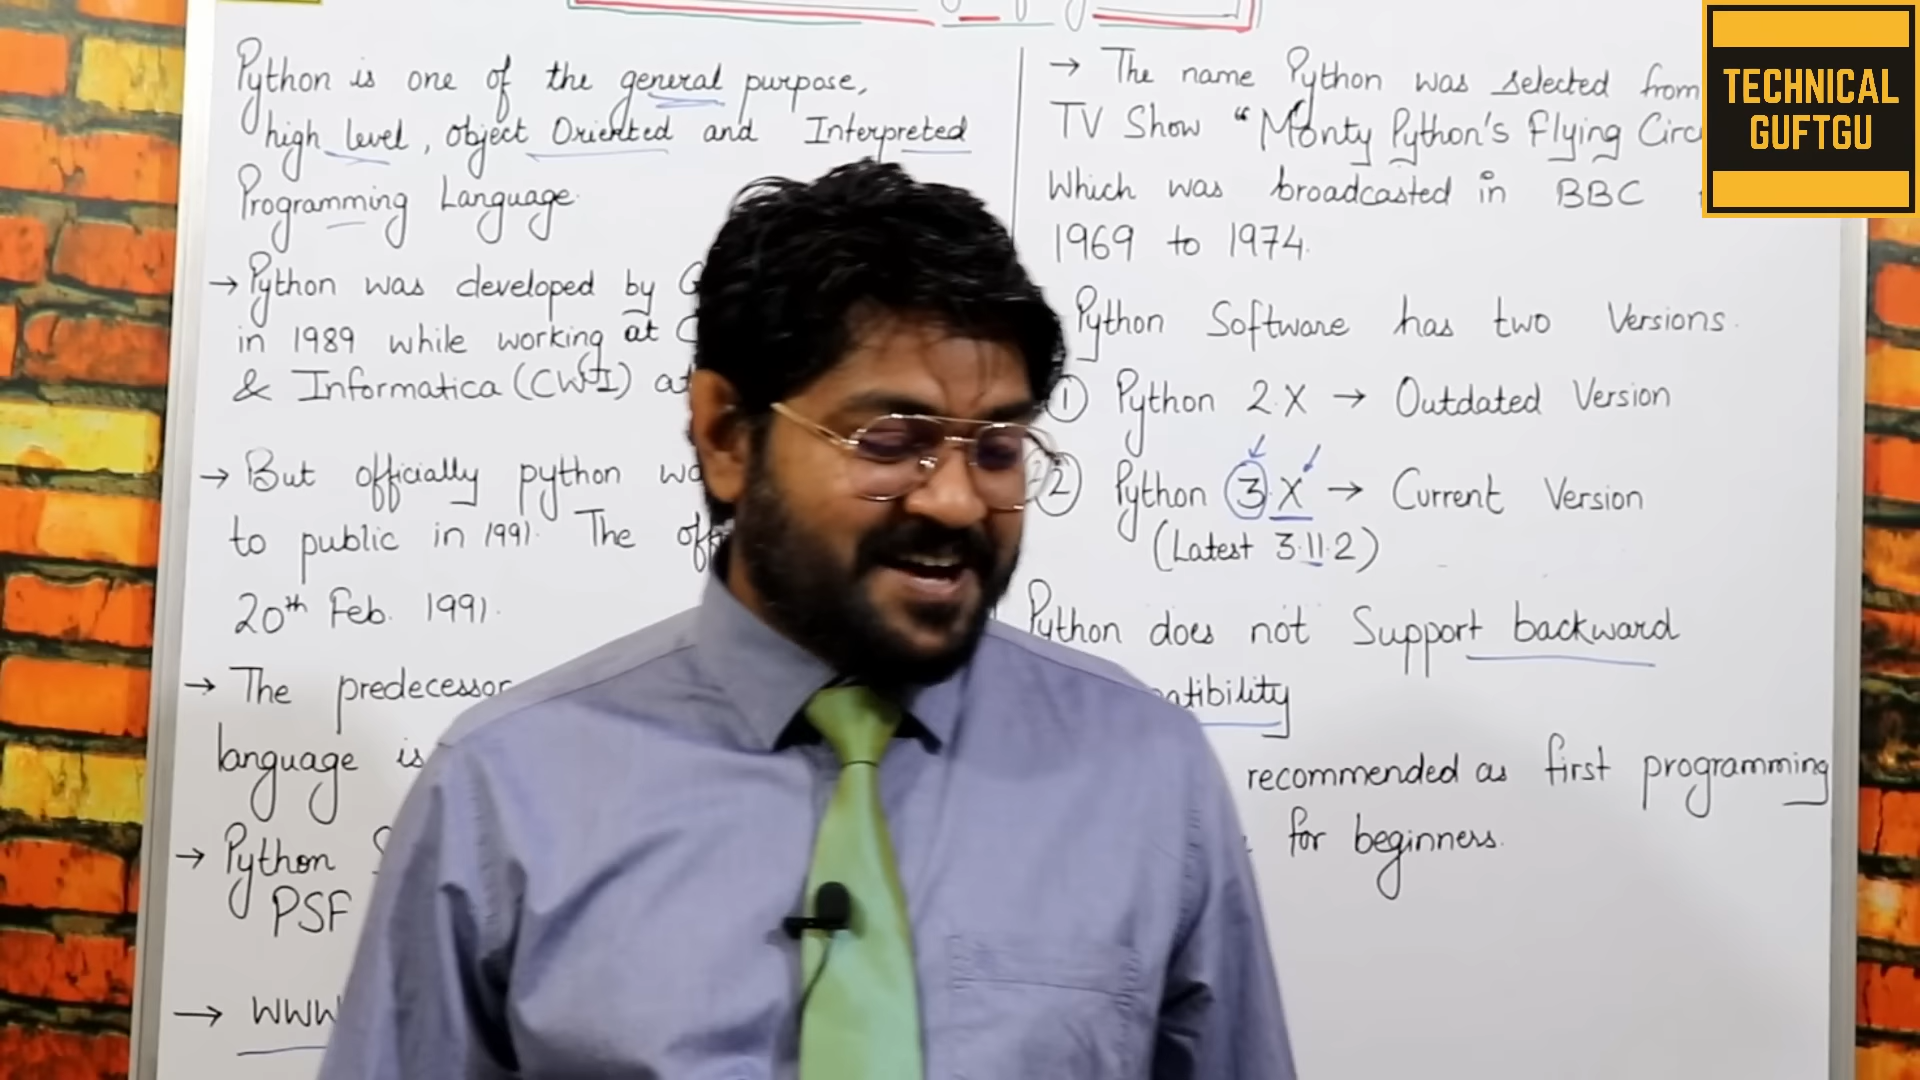 Python is one of the general purpose,
high level, object Oriented and Interpreted
Programming Language.
→ Python was developed by
in 1989 while working at
& Informatica (CWI) at
→ But officially python
to public in 1991. The
20th Feb. 1991.
→ The predecessor
language is
→ Python
PSF
→ WWW
→ The name Python was selected from
TV Show "Monty Python's Flying
Which was broadcasted in BBC
1969 to 1974.
Python Software has two Versions.
① Python 2.X → Outdated Version
② Python 3.X → Current Version
(Latest 3.11.2)
Python does not Support backward
recommended as first programming
for beginners.
TECHNICAL
GUFTGU